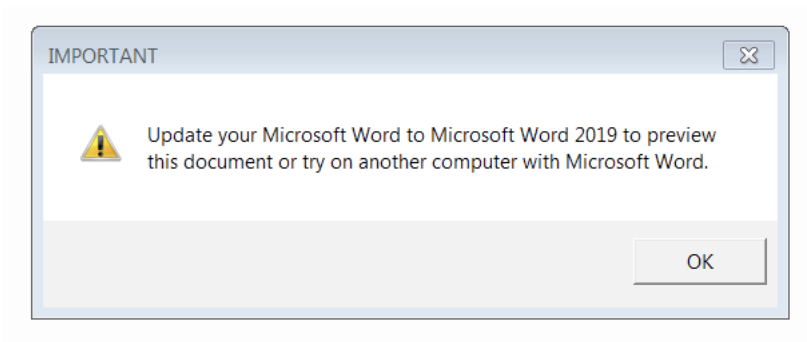 IMPORTANT
Update your Microsoft Word to Microsoft Word 2019 to preview
this document or try on another computer with Microsoft Word.
OK